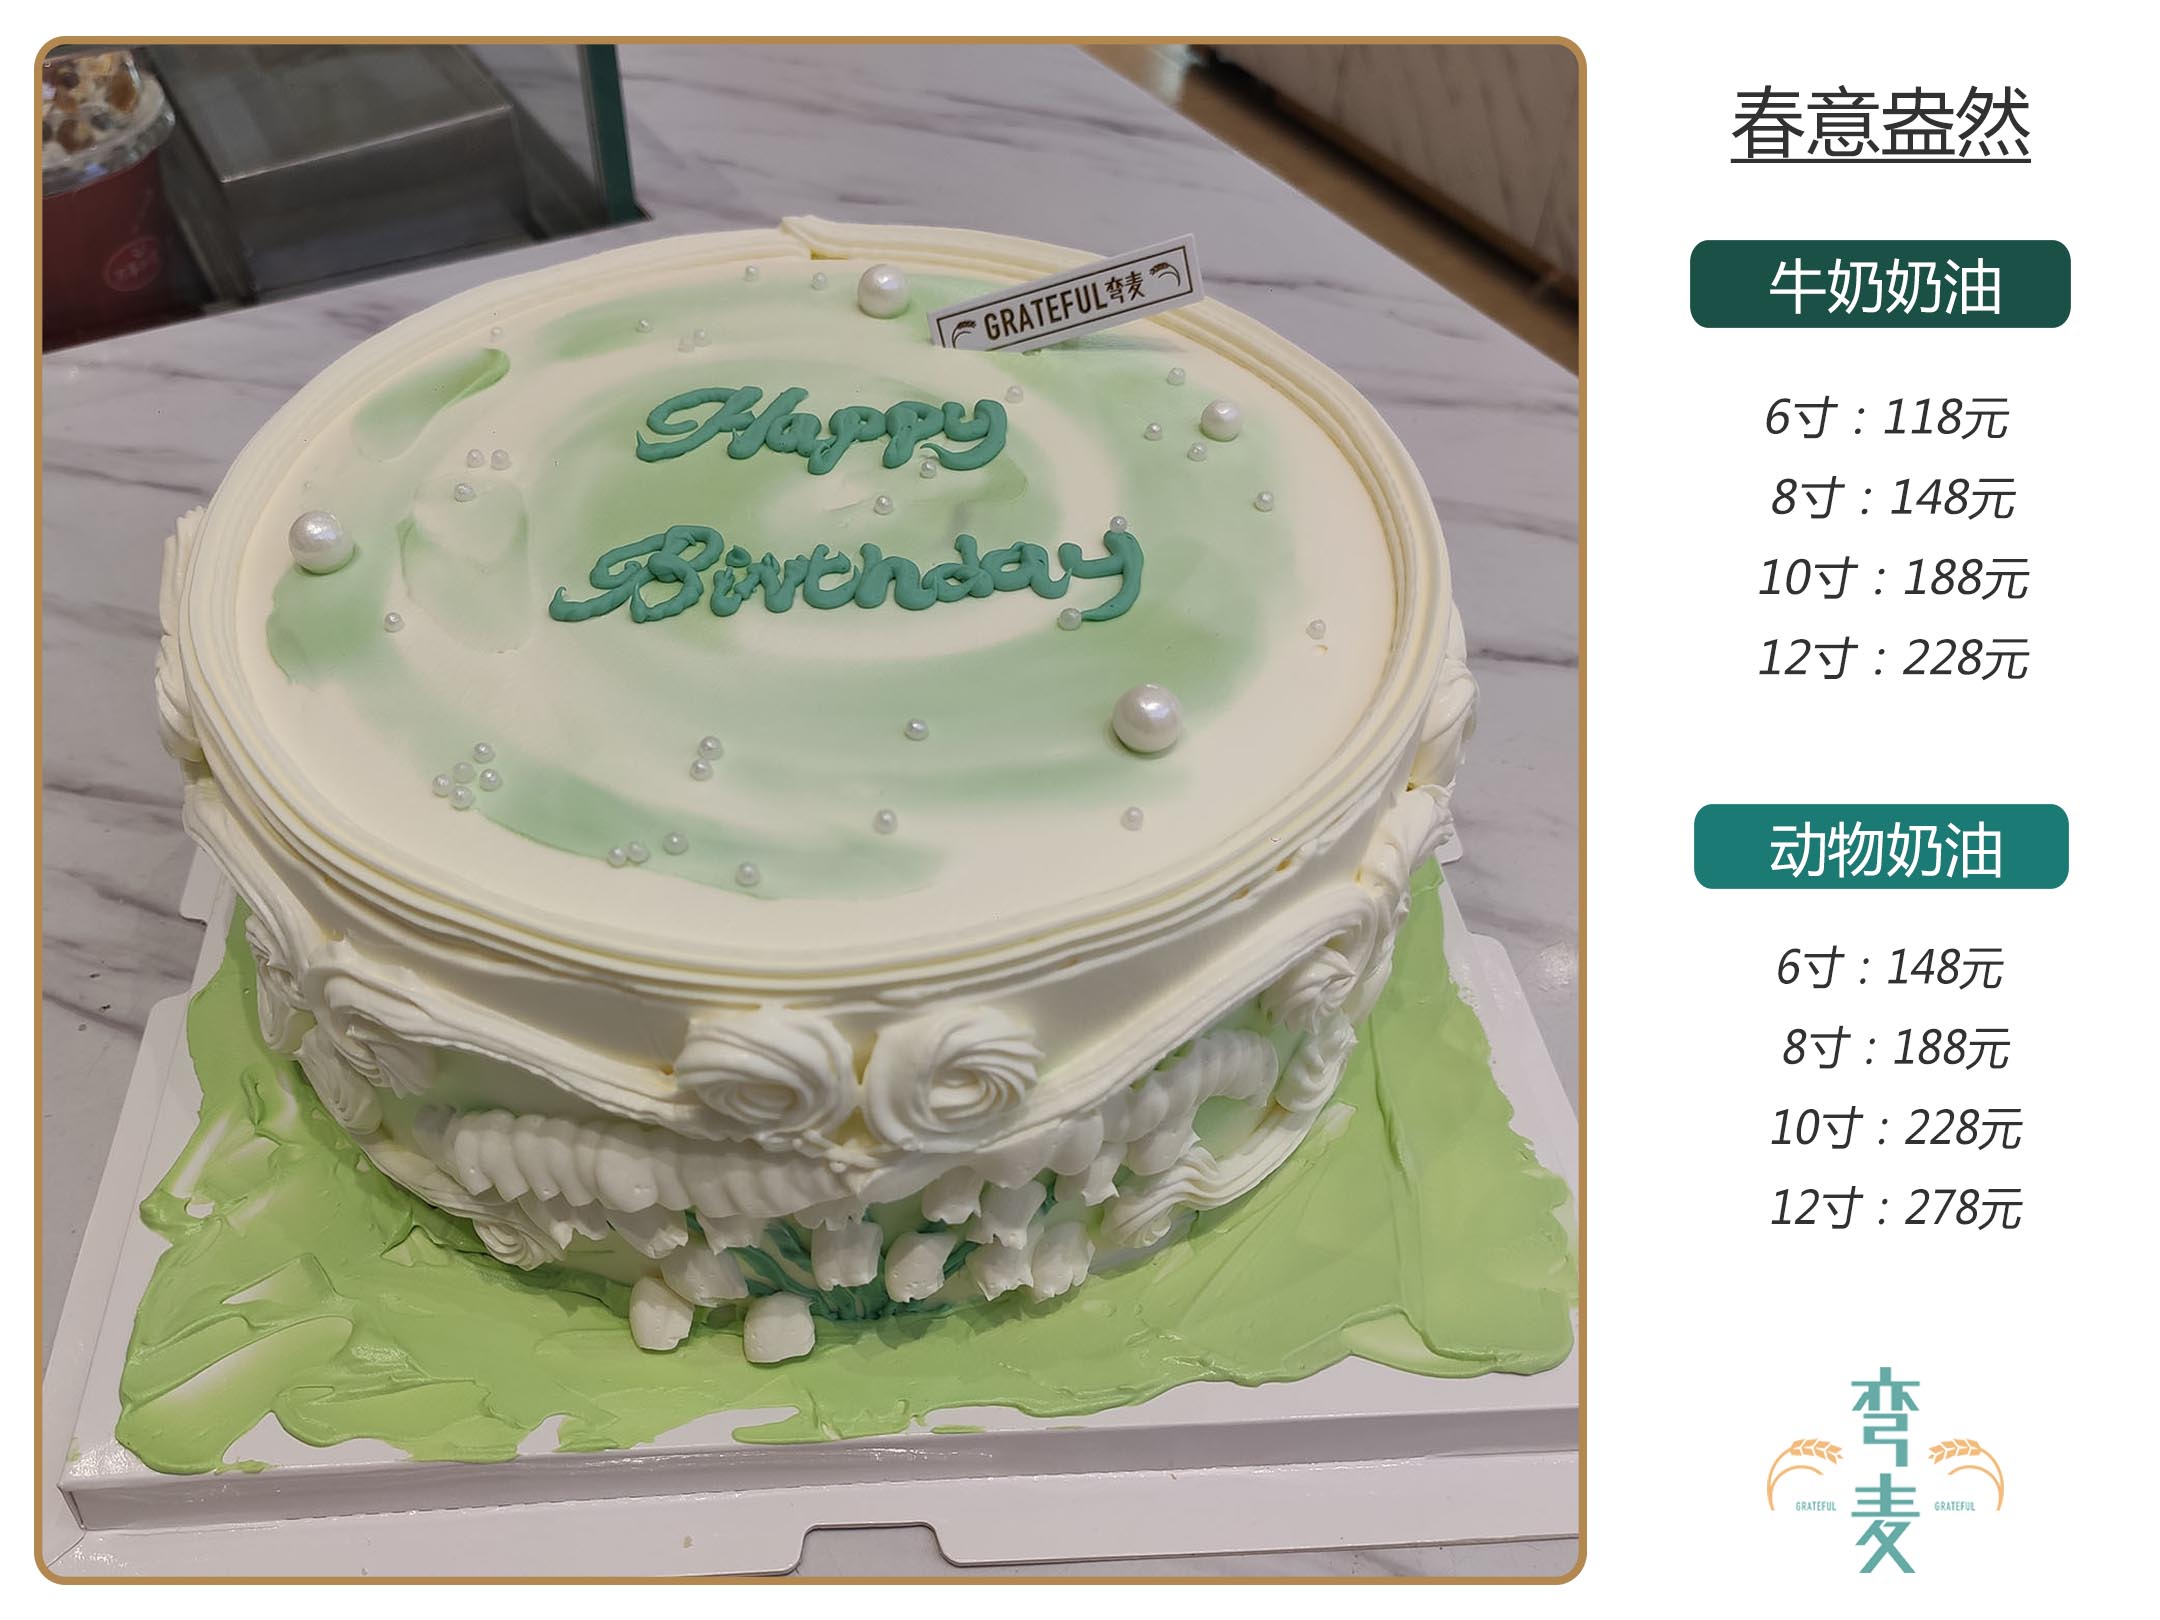 GRATEFUL弯麦
Happy
Birthday
春意盎然
牛奶奶油
6寸：118元
8寸：148元
10寸：188元
12寸：228元
动物奶油
6寸：148元
8寸：188元
10寸：228元
12寸：278元
弯麦
GRATEFUL
GRATEFUL